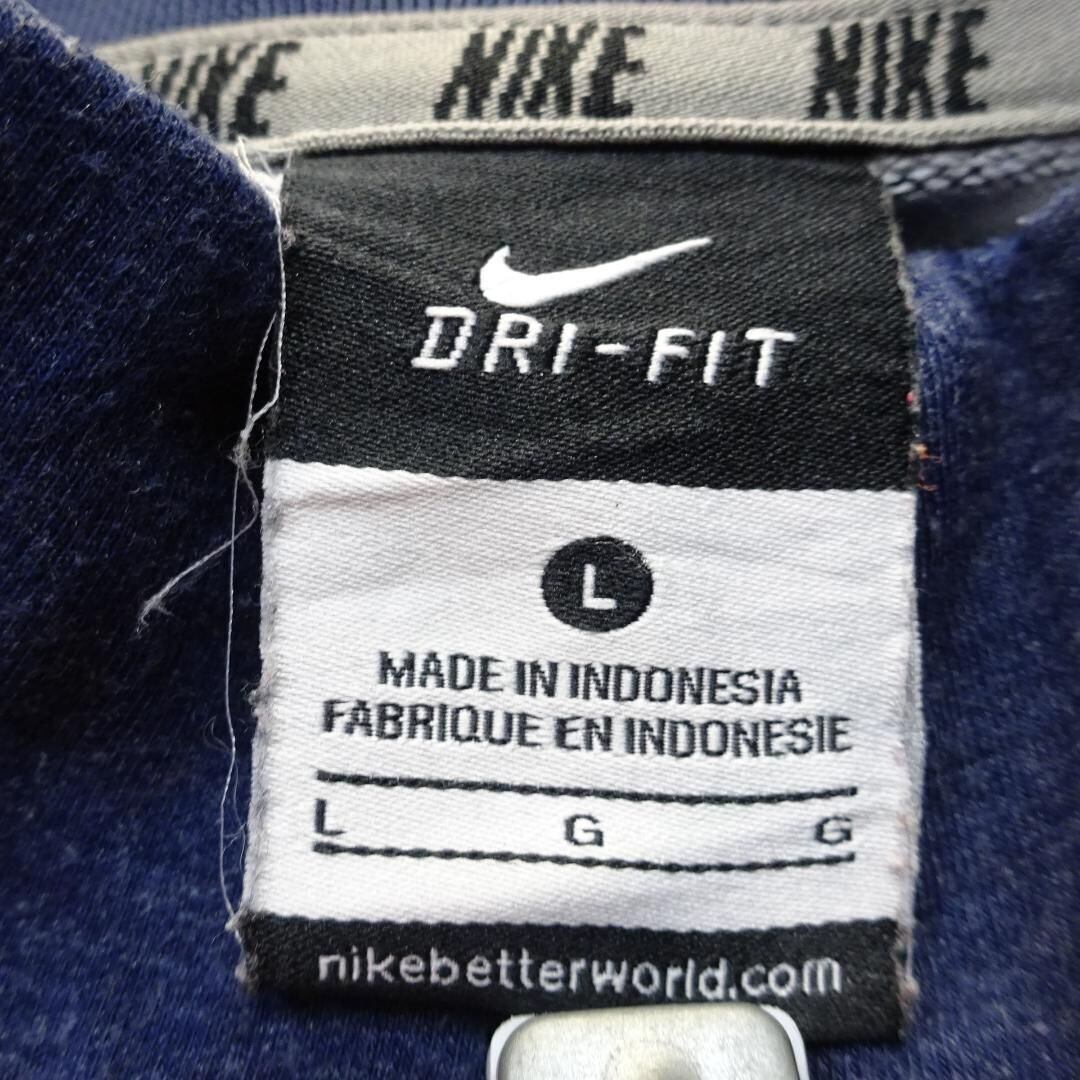 NIKE NIKE NIKE
DRI-FIT
L
MADE IN INDONESIA
FABRIQUE EN INDONESIE
L G G
nikebetterworld.com